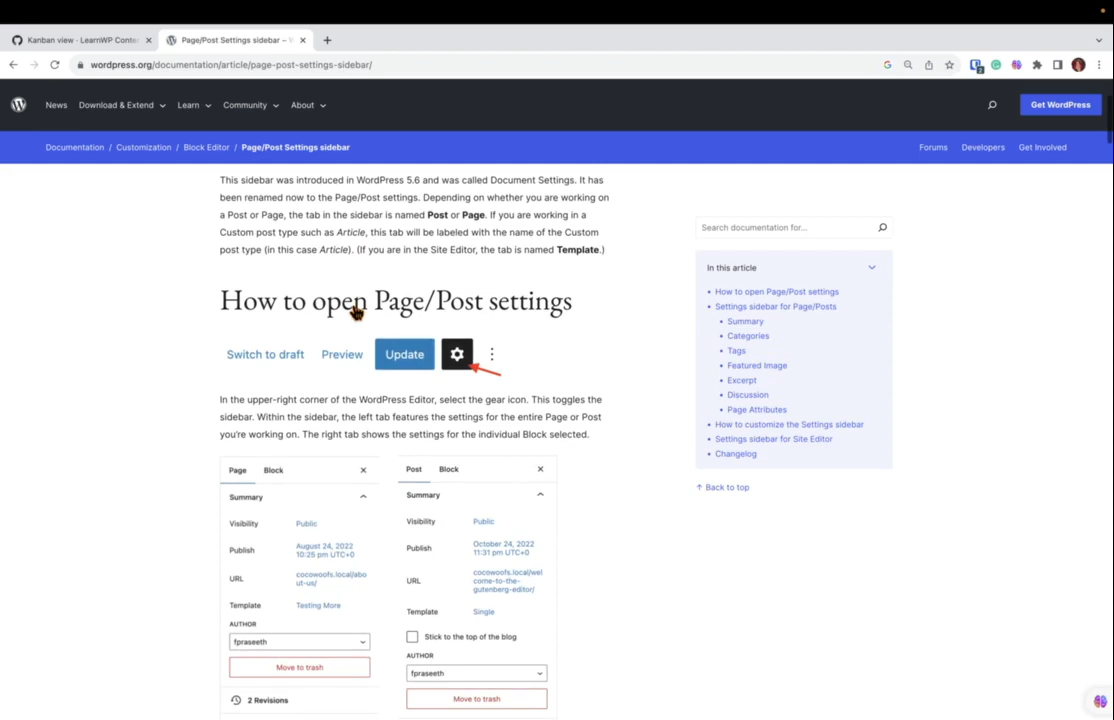 Kanban view - LearnWP Conte
Page/Post Settings sidebar –
wordpress.org/documentation/article/page-post-settings-sidebar/
News Download & Extend Learn Community About Get WordPress
Documentation / Customization / Block Editor / Page/Post Settings sidebar Forums Developers Get Involved
This sidebar was introduced in WordPress 5.6 and was called Document Settings. It has
been renamed now to the Page/Post settings. Depending on whether you are working on
a Post or Page, the tab in the sidebar is named Post or Page. If you are working in a
Custom post type such as Article, this tab will be labeled with the name of the Custom
post type (in this case Article). (If you are in the Site Editor, the tab is named Template.)
How to open Page/Post settings
Switch to draft Preview Update
In the upper-right corner of the WordPress Editor, select the gear icon. This toggles the
sidebar. Within the sidebar, the left tab features the settings for the entire Page or Post
you're working on. The right tab shows the settings for the individual Block selected.
Page Block
Summary
Visibility Public
Publish August 24, 2022
10:25 pm UTC+0
URL cocowoofs.local/abo
ut-us/
Template Testing More
AUTHOR
fpraseeth
Move to trash
2 Revisions
Post Block
Summary
Visibility Public
Publish October 24, 2022
11:31 pm UTC+0
URL cocowoofs.local/wel
come-to-the-
gutenberg-editor/
Template Single
Stick to the top of the blog
AUTHOR
fpraseeth
Move to trash
Search documentation for...
In this article
How to open Page/Post settings
Settings sidebar for Page/Posts
Summary
Categories
Tags
Featured Image
Excerpt
Discussion
Page Attributes
How to customize the Settings sidebar
Settings sidebar for Site Editor
Changelog
↑ Back to top